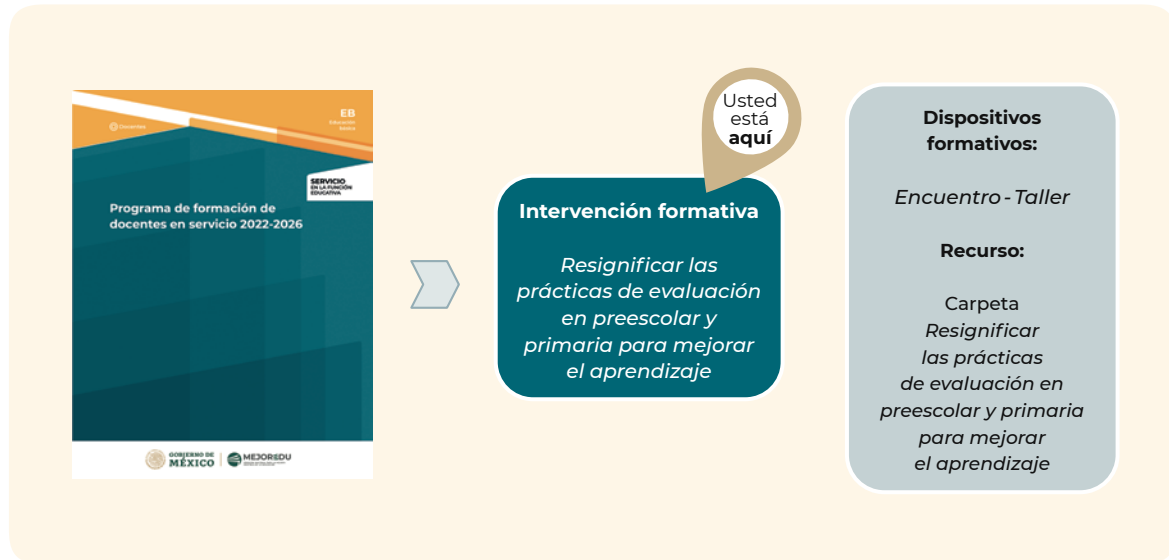 EB
Educación
básica
Docentes
SERVICIO
EN LA FUNCIÓN
EDUCATIVA
Programa de formación de
docentes en servicio 2022-2026
GOBIERNO DE
MÉXICO
MEJOREDU
Usted
está
aquí
Intervención formativa
Resignificar las
prácticas de evaluación
en preescolar y
primaria para mejorar
el aprendizaje
Dispositivos
formativos:
Encuentro - Taller
Recurso:
Carpeta
Resignificar
las prácticas
de evaluación en
preescolar y primaria
para mejorar
el aprendizaje